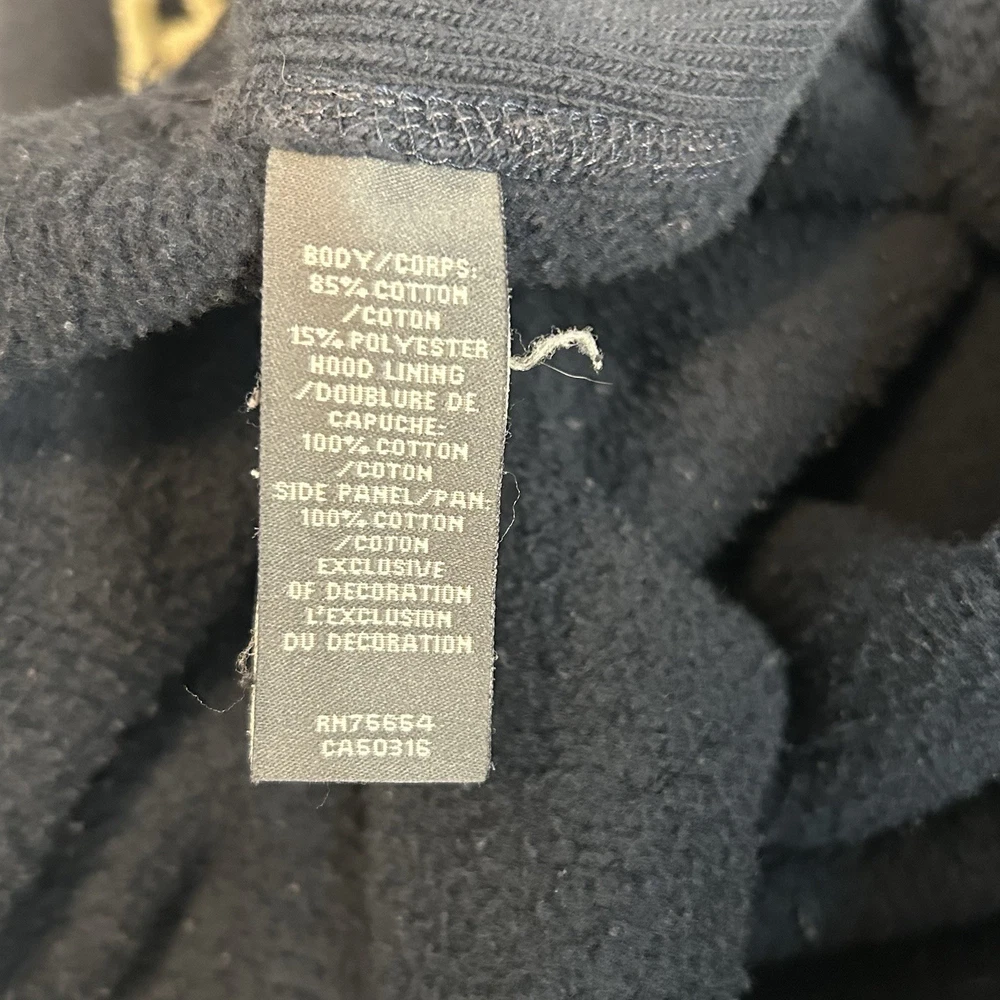 BODY/CORPS:
85% COTTON
/COTON
15% POLYESTER
HOOD LINING
/DOUBLURE DE
CAPUCHE:
100% COTTON
/COTON
SIDE PANEL/PAN:
100% COTTON
/COTON
EXCLUSIVE
OF DECORATION
L'EXCLUSION
DU DECORATION
RN75654
CA50316